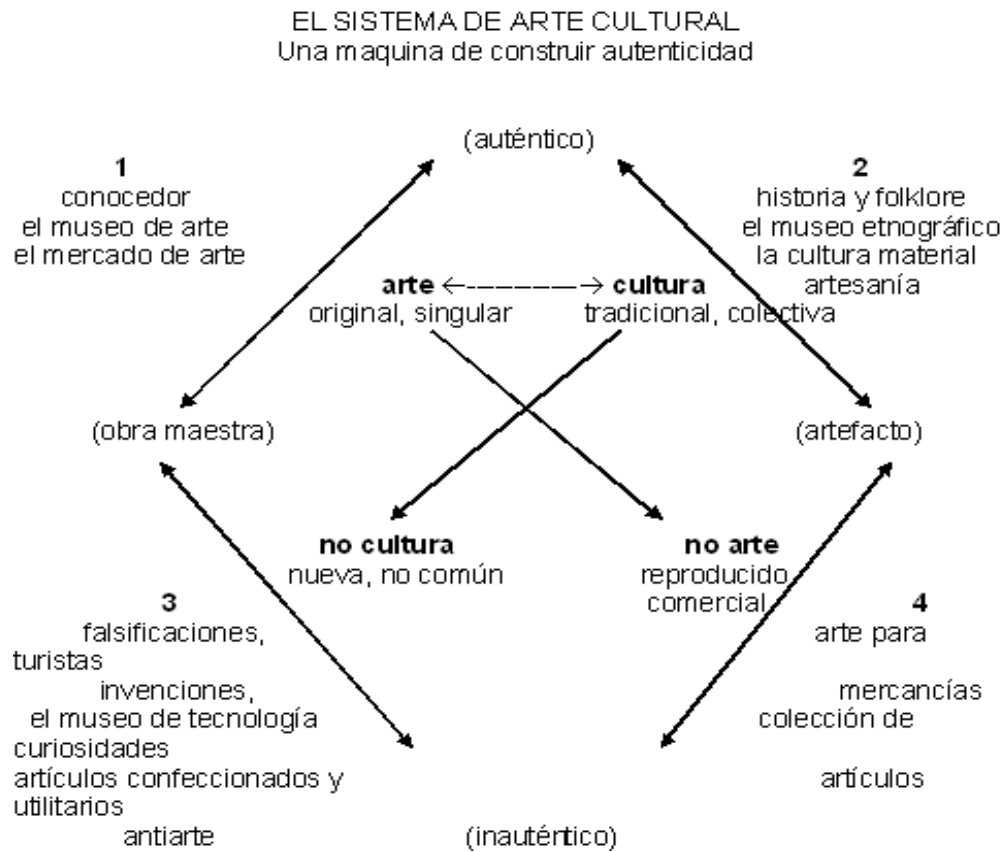 EL SISTEMA DE ARTE CULTURAL
Una maquina de construir autenticidad
(auténtico)
1
conocedor
el museo de arte
el mercado de arte
2
historia y folklore
el museo etnográfico
la cultura material
artesanía
arte <-------> cultura
original, singular
tradicional, colectiva
(obra maestra)
(artefacto)
no cultura
nueva, no común
no arte
reproducido
comercial
3
falsificaciones,
turistas
invenciones,
el museo de tecnología
curiosidades
artículos confeccionados y
utilitarios
antiarte
4
arte para
mercancías
colección de
artículos
(inautértico)